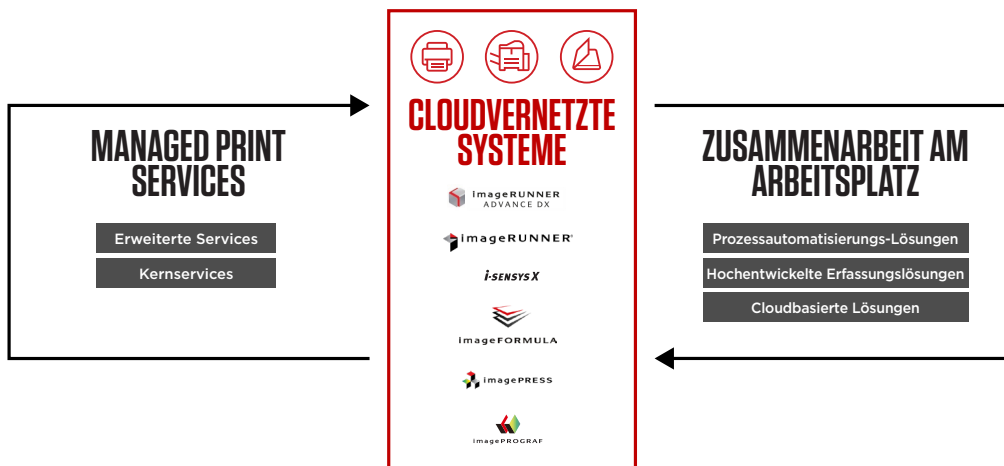 MANAGED PRINT
SERVICES
Erweiterte Services
Kernservices
CLOUDVERNETZTE
SYSTEME
imageRUNNER
ADVANCE DX
imageRUNNER®
i-SENSYS X
imageFORMULA
imagePRESS
imagePROGRAF
ZUSAMMENARBEIT AM
ARBEITSPLATZ
Prozessautomatisierungs-Lösungen
Hochentwickelte Erfassungslösungen
Cloudbasierte Lösungen